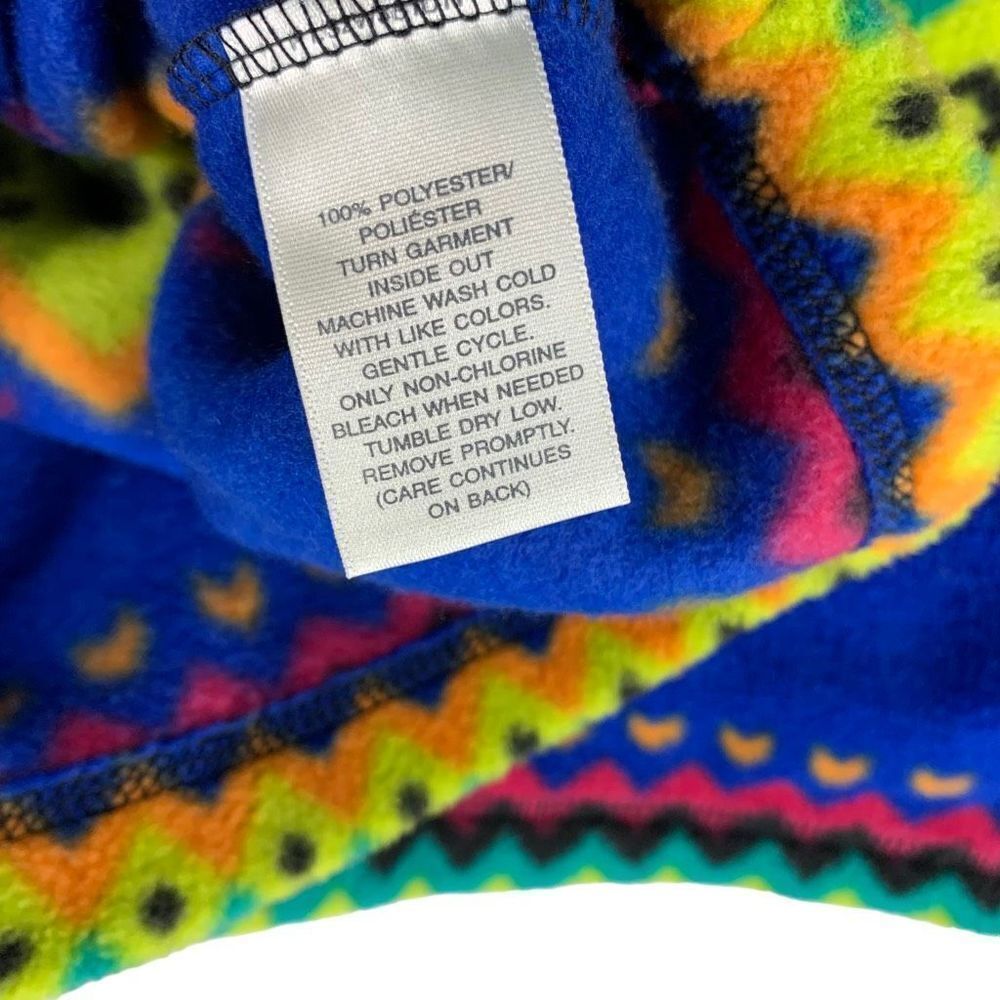 100% POLYESTER/
POLIÉSTER
TURN GARMENT
INSIDE OUT
MACHINE WASH COLD
WITH LIKE COLORS.
GENTLE CYCLE.
ONLY NON-CHLORINE
BLEACH WHEN NEEDED
TUMBLE DRY LOW.
REMOVE PROMPTLY.
(CARE CONTINUES
ON BACK)